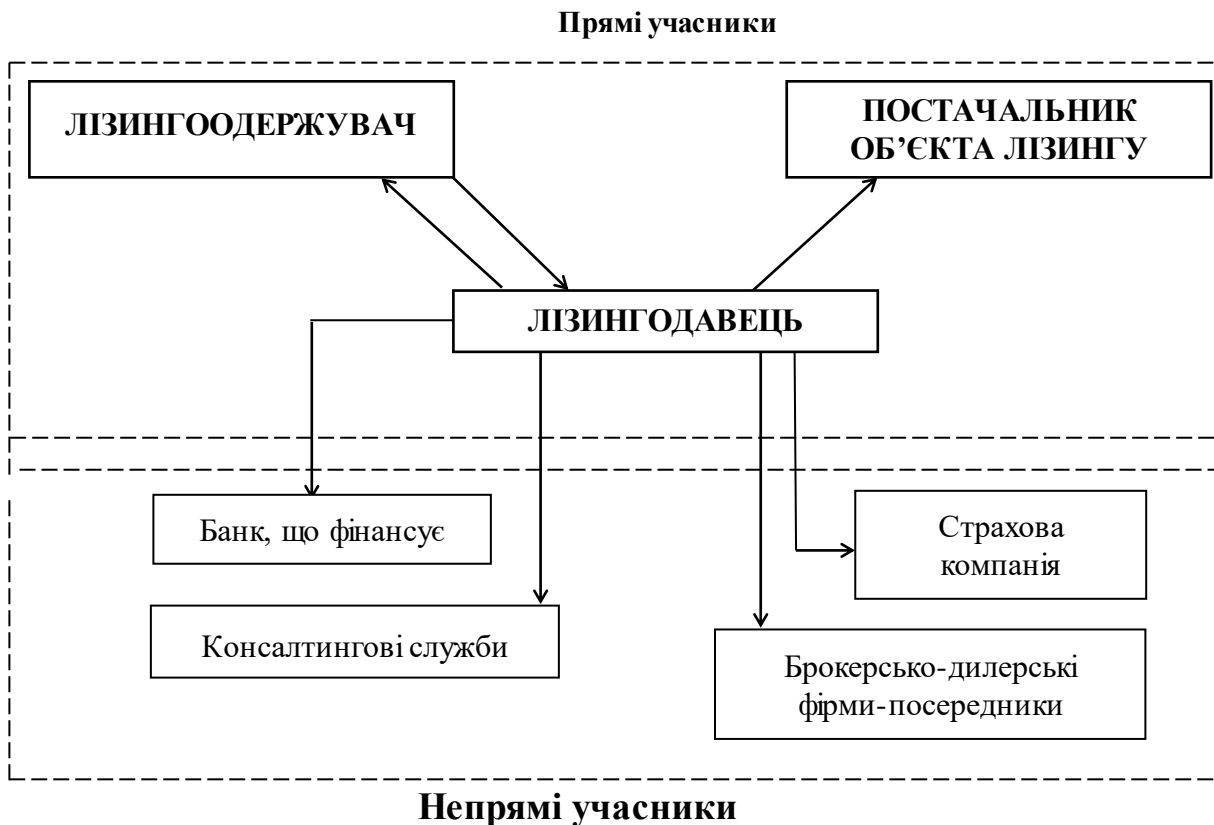 Прямі учасники
ЛІЗИНГООДЕРЖУВАЧ
ПОСТАЧАЛЬНИК
ОБ’ЄКТА ЛІЗИНГУ
ЛІЗИНГОДАВЕЦЬ
Банк, що фінансує
Страхова
компанія
Консалтингові служби
Брокерсько-дилерські
фірми-посередники
Непрямі учасники